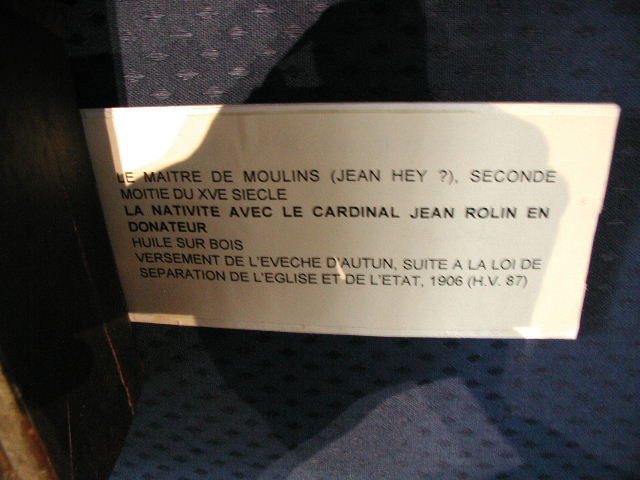 LE MAITRE DE MOULINS (JEAN HEY ?), SECONDE
MOITIE DU XVE SIECLE
LA NATIVITE AVEC LE CARDINAL JEAN ROLIN EN
DONATEUR
HUILE SUR BOIS
VERSEMENT DE L'EVECHE D'AUTUN, SUITE A LA LOI DE
SEPARATION DE L'EGLISE ET DE L'ETAT, 1906 (H.V. 87)